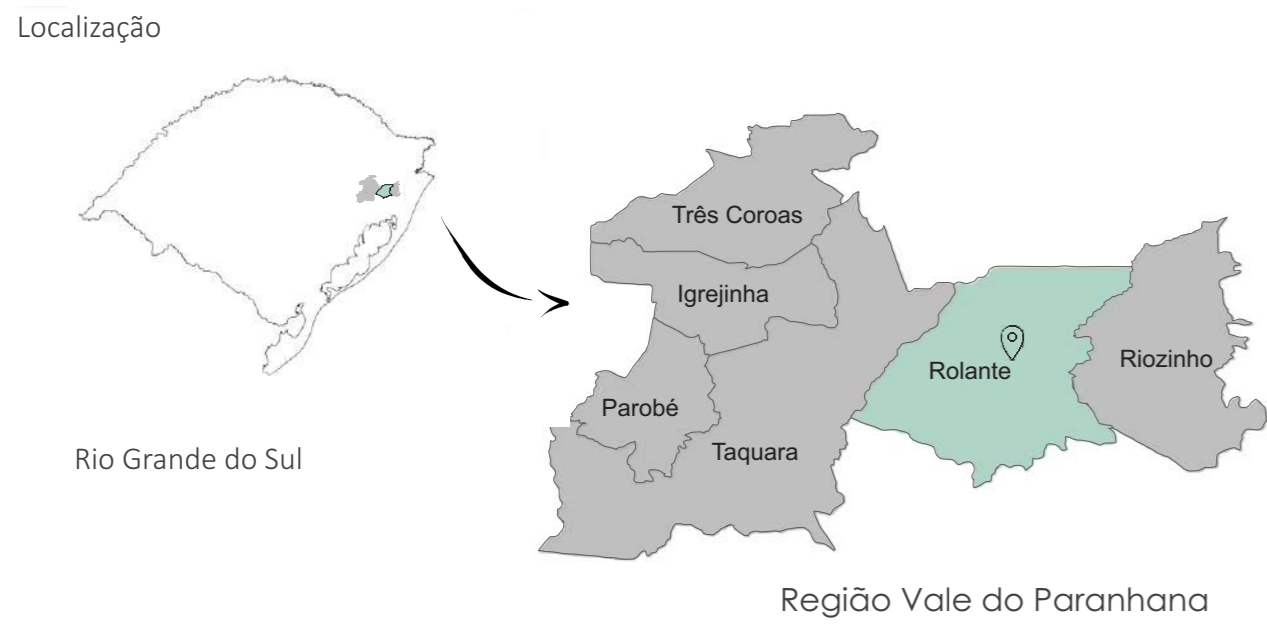 Localização
Três Coroas
Igrejinha
Rolante
Riozinho
Parobé
Taquara
Rio Grande do Sul
Região Vale do Paranhana